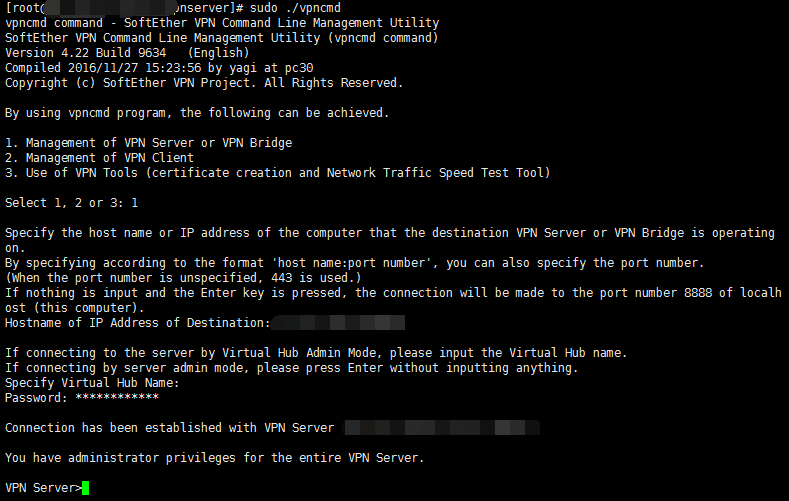 [root@ pnserver]# sudo ./vpncmd
vpncmd command - SoftEther VPN Command Line Management Utility
SoftEther VPN Command Line Management Utility (vpncmd command)
Version 4.22 Build 9634   (English)
Compiled 2016/11/27 15:23:56 by yagi at pc30
Copyright (c) SoftEther VPN Project. All Rights Reserved.
By using vpncmd program, the following can be achieved.
1. Management of VPN Server or VPN Bridge
2. Management of VPN Client
3. Use of VPN Tools (certificate creation and Network Traffic Speed Test Tool)
Select 1, 2 or 3: 1
Specify the host name or IP address of the computer that the destination VPN Server or VPN Bridge is operating
on.
By specifying according to the format 'host name:port number', you can also specify the port number.
(When the port number is unspecified, 443 is used.)
If nothing is input and the Enter key is pressed, the connection will be made to the port number 8888 of localh
ost (this computer).
Hostname of IP Address of Destination:
If connecting to the server by Virtual Hub Admin Mode, please input the Virtual Hub name.
If connecting by server admin mode, please press Enter without inputting anything.
Specify Virtual Hub Name:
Password: ************
Connection has been established with VPN Server
You have administrator privileges for the entire VPN Server.
VPN Server>